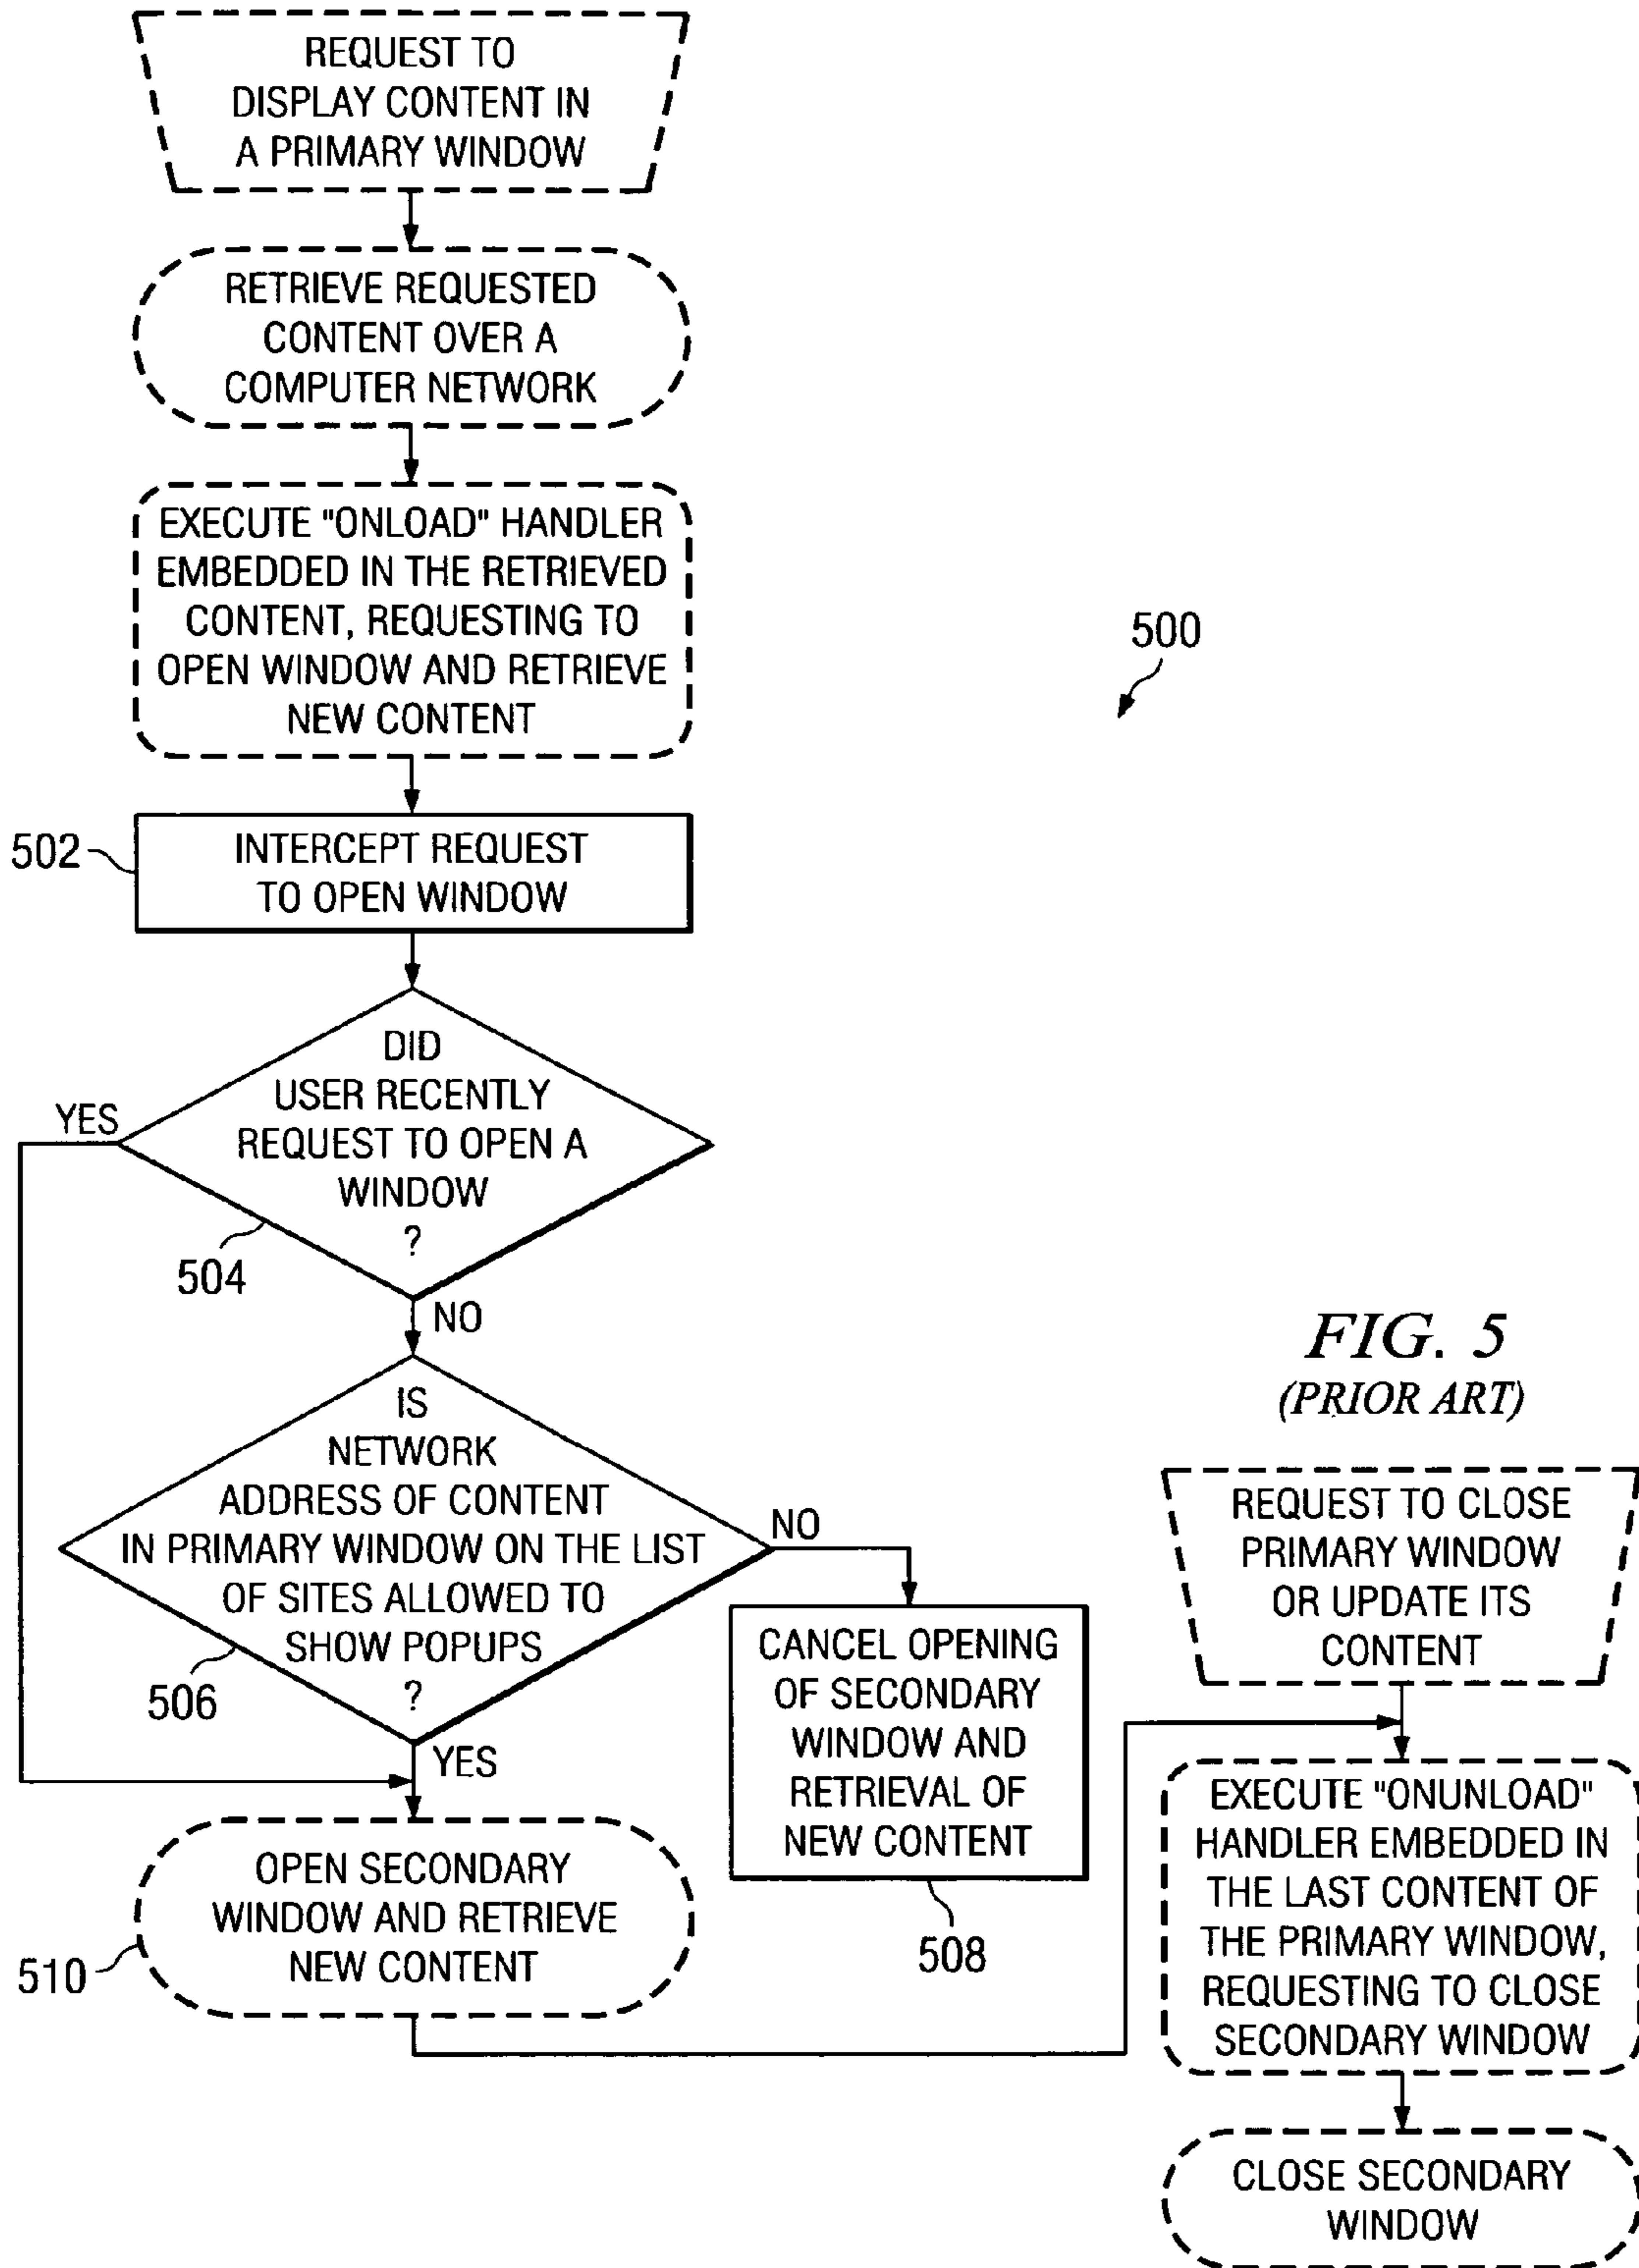 REQUEST TO
DISPLAY CONTENT IN
A PRIMARY WINDOW
RETRIEVE REQUESTED
CONTENT OVER A
COMPUTER NETWORK
EXECUTE "ONLOAD" HANDLER
EMBEDDED IN THE RETRIEVED
CONTENT, REQUESTING TO
OPEN WINDOW AND RETRIEVE
NEW CONTENT
500
502
INTERCEPT REQUEST
TO OPEN WINDOW
DID
USER RECENTLY
REQUEST TO OPEN A
WINDOW
?
YES
504
NO
IS
NETWORK
ADDRESS OF CONTENT
IN PRIMARY WINDOW ON THE LIST
OF SITES ALLOWED TO
SHOW POPUPS
?
NO
506
YES
CANCEL OPENING
OF SECONDARY
WINDOW AND
RETRIEVAL OF
NEW CONTENT
508
OPEN SECONDARY
WINDOW AND RETRIEVE
NEW CONTENT
510
FIG. 5
(PRIOR ART)
REQUEST TO CLOSE
PRIMARY WINDOW
OR UPDATE ITS
CONTENT
EXECUTE "ONUNLOAD"
HANDLER EMBEDDED IN
THE LAST CONTENT OF
THE PRIMARY WINDOW,
REQUESTING TO CLOSE
SECONDARY WINDOW
CLOSE SECONDARY
WINDOW